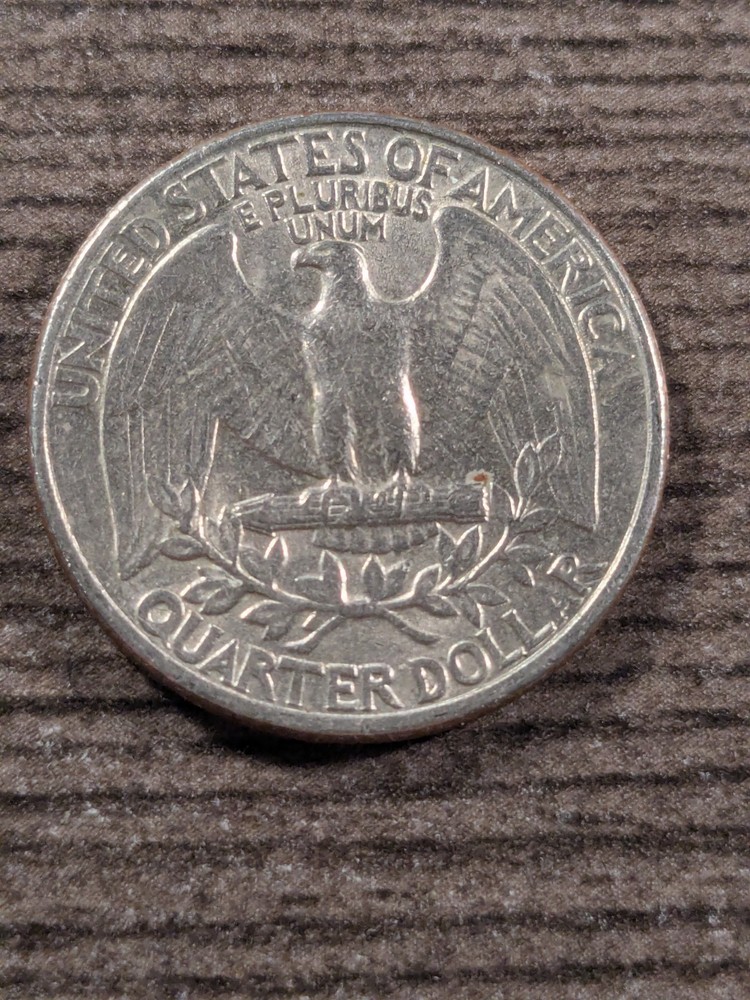 UNITED STATES OF AMERICA
E PLURIBUS
UNUM
QUARTER DOLLAR